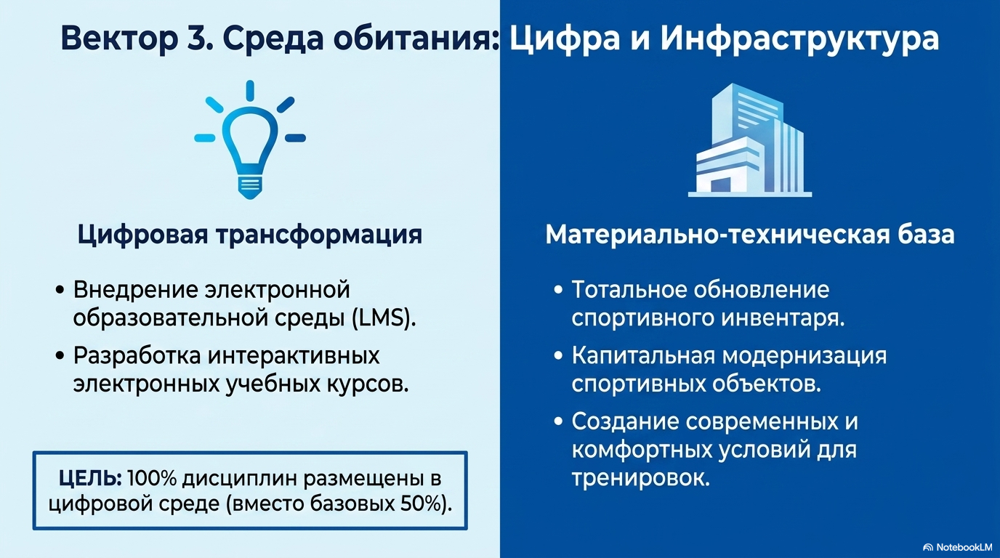 Вектор 3. Среда обитания: Цифра и Инфраструктура
Цифровая трансформация
• Внедрение электронной
образовательной среды (LMS).
• Разработка интерактивных
электронных учебных курсов.
ЦЕЛЬ: 100% дисциплин размещены в
цифровой среде (вместо базовых 50%).
Материально-техническая база
• Тотальное обновление
спортивного инвентаря.
• Капитальная модернизация
спортивных объектов.
• Создание современных и
комфортных условий для
тренировок.
NotebookLM